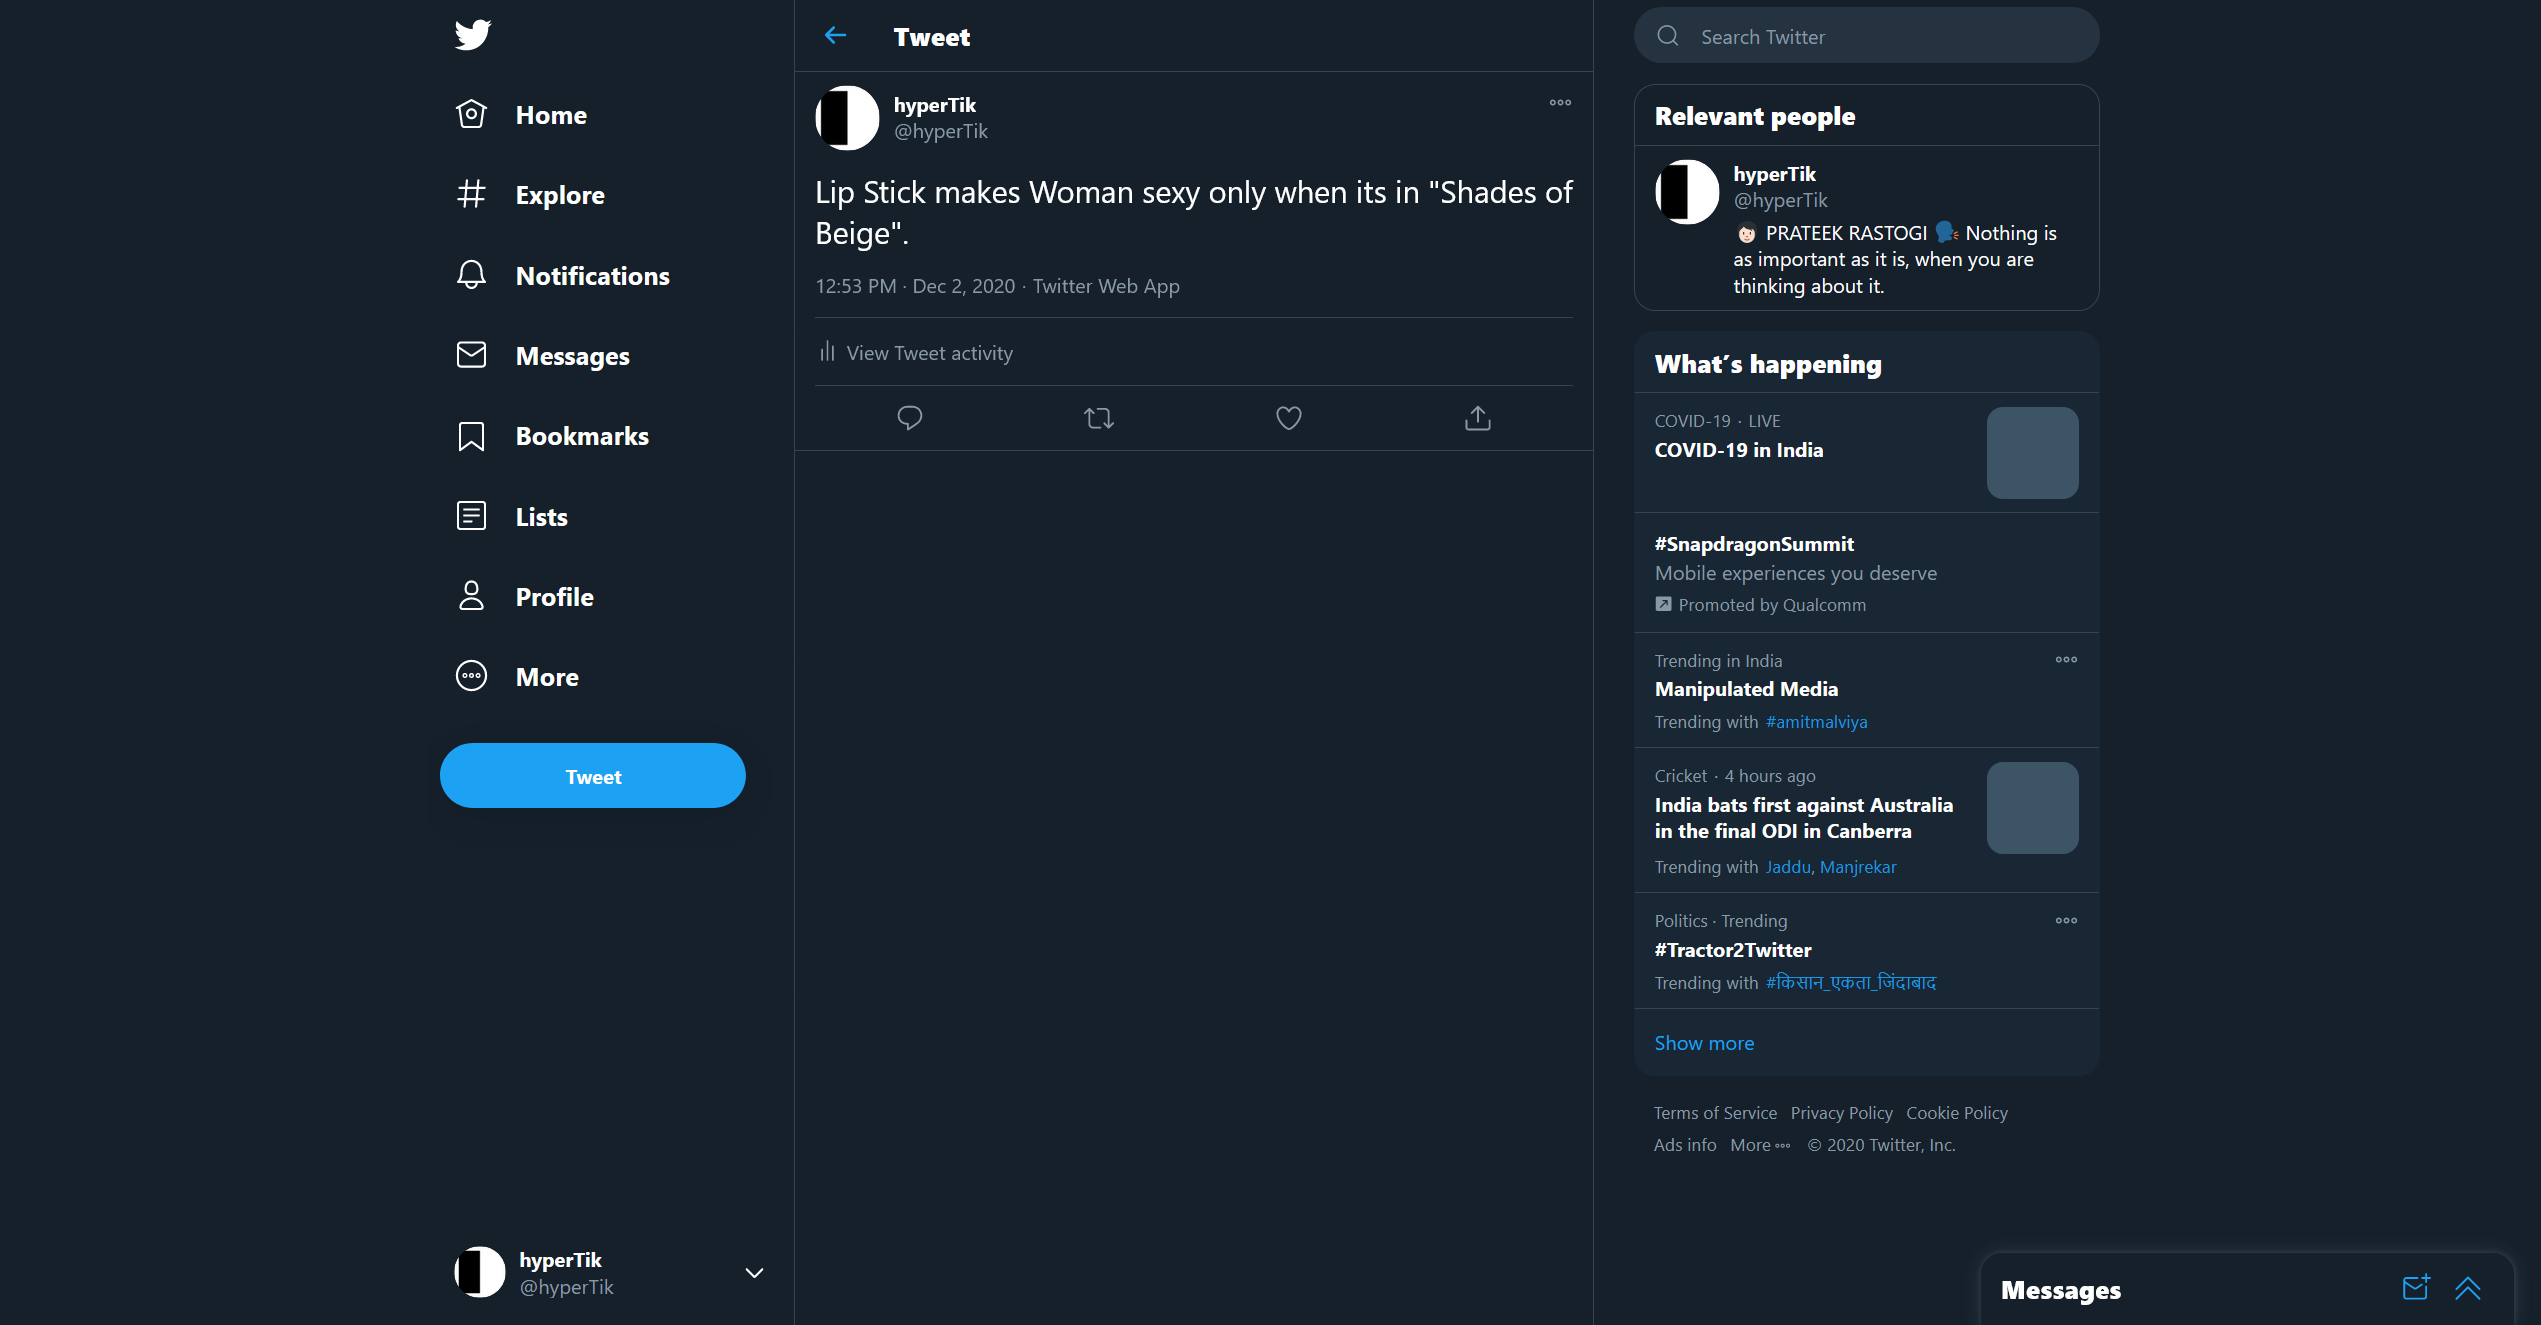 Home
Explore
Notifications
Messages
Bookmarks
Lists
Profile
More
Tweet
hyperTik
@hyperTik
Tweet
hyperTik
@hyperTik
Lip Stick makes Woman sexy only when its in "Shades of
Beige".
12:53 PM · Dec 2, 2020 · Twitter Web App
View Tweet activity
Search Twitter
Relevant people
hyperTik
@hyperTik
PRATEEK RASTOGI Nothing is
as important as it is, when you are
thinking about it.
What's happening
COVID-19 · LIVE
COVID-19 in India
#SnapdragonSummit
Mobile experiences you deserve
Promoted by Qualcomm
Trending in India
Manipulated Media
Trending with #amitmalviya
Cricket · 4 hours ago
India bats first against Australia
in the final ODI in Canberra
Trending with Jaddu, Manjrekar
Politics · Trending
#Tractor2Twitter
Trending with #किसान_एकता_जिंदाबाद
Show more
Terms of Service Privacy Policy Cookie Policy
Ads info More © 2020 Twitter, Inc.
Messages